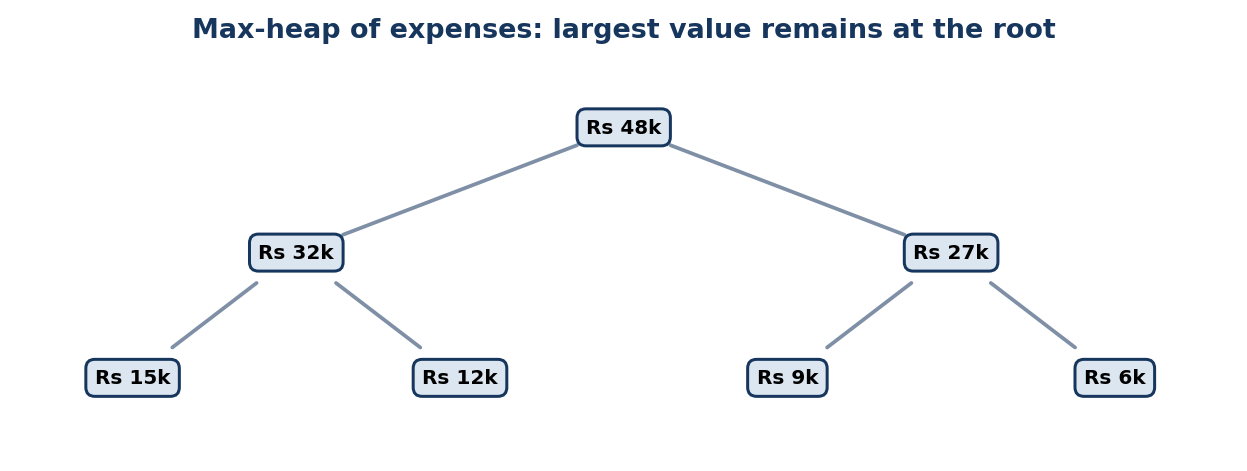 Max-heap of expenses: largest value remains at the root
Rs 48k
Rs 32k
Rs 27k
Rs 15k
Rs 12k
Rs 9k
Rs 6k